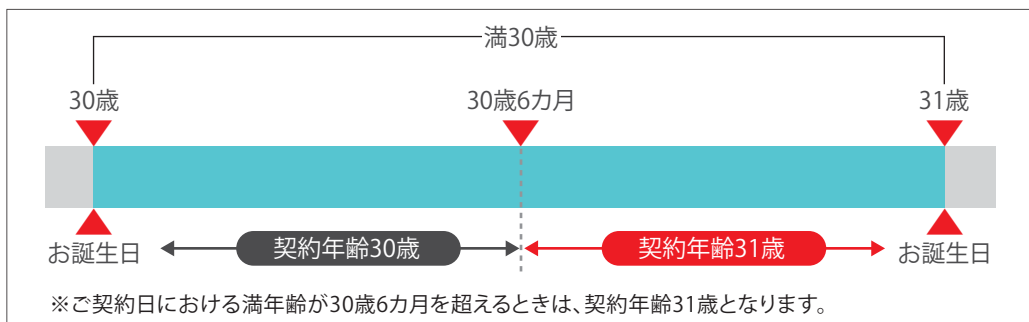 満30歳
30歳
30歳6カ月
31歳
お誕生日
契約年齢30歳
契約年齢31歳
お誕生日
※ご契約日における満年齢が30歳6カ月を超えるときは、契約年齢31歳となります。